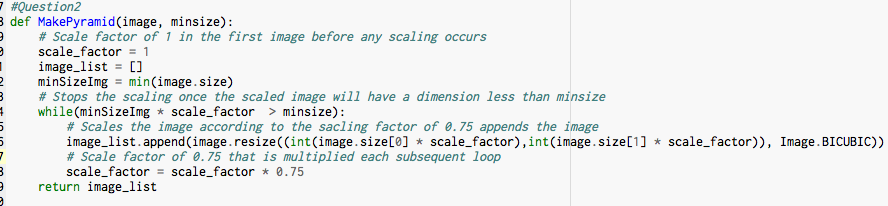 #Question2
def MakePyramid(image, minsize):
    # Scale factor of 1 in the first image before any scaling occurs
    scale_factor = 1
    image_list = []
    minSizeImg = min(image.size)
    # Stops the scaling once the scaled image will have a dimension less than minsize
    while(minSizeImg * scale_factor  > minsize):
        # Scales the image according to the sacling factor of 0.75 appends the image
        image_list.append(image.resize((int(image.size[0] * scale_factor),int(image.size[1] * scale_factor)), Image.BICUBIC))
        # Scale factor of 0.75 that is multiplied each subsequent loop
        scale_factor = scale_factor * 0.75
    return image_list